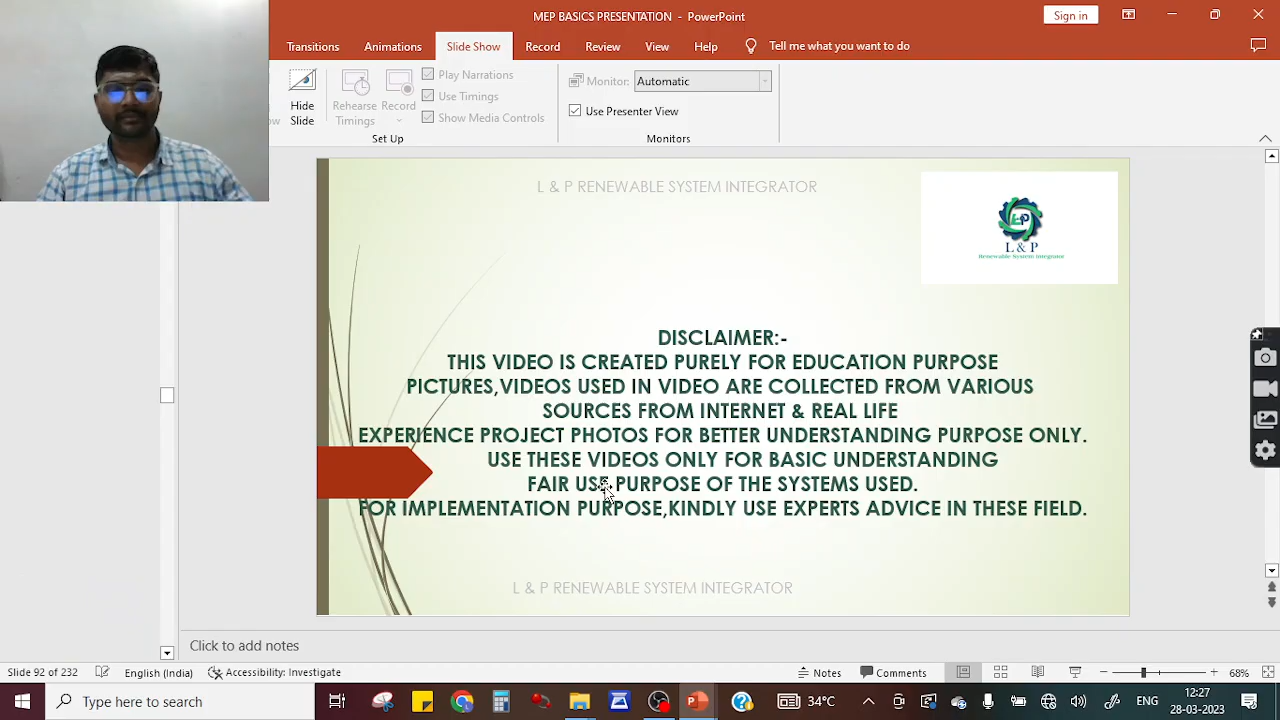 MEP BASICS PRESENTATION - PowerPoint
Sign in
Transitions Animations Slide Show Record Review View Help Tell me what you want to do
Hide Slide
Rehearse Timings
Record
Play Narrations
Use Timings
Show Media Controls
Set Up
Monitor: Automatic
Use Presenter View
Monitors
L & P RENEWABLE SYSTEM INTEGRATOR
LP
L & P
Renewable System Integrator
DISCLAIMER:-
THIS VIDEO IS CREATED PURELY FOR EDUCATION PURPOSE
PICTURES,VIDEOS USED IN VIDEO ARE COLLECTED FROM VARIOUS
SOURCES FROM INTERNET & REAL LIFE
EXPERIENCE PROJECT PHOTOS FOR BETTER UNDERSTANDING PURPOSE ONLY.
USE THESE VIDEOS ONLY FOR BASIC UNDERSTANDING
FAIR USE PURPOSE OF THE SYSTEMS USED.
FOR IMPLEMENTATION PURPOSE,KINDLY USE EXPERTS ADVICE IN THESE FIELD.
L & P RENEWABLE SYSTEM INTEGRATOR
Click to add notes
Slide 92 of 232 English (India) Accessibility: Investigate Notes Comments 68%
Type here to search 34°C ENG 12:27
28-03-2023